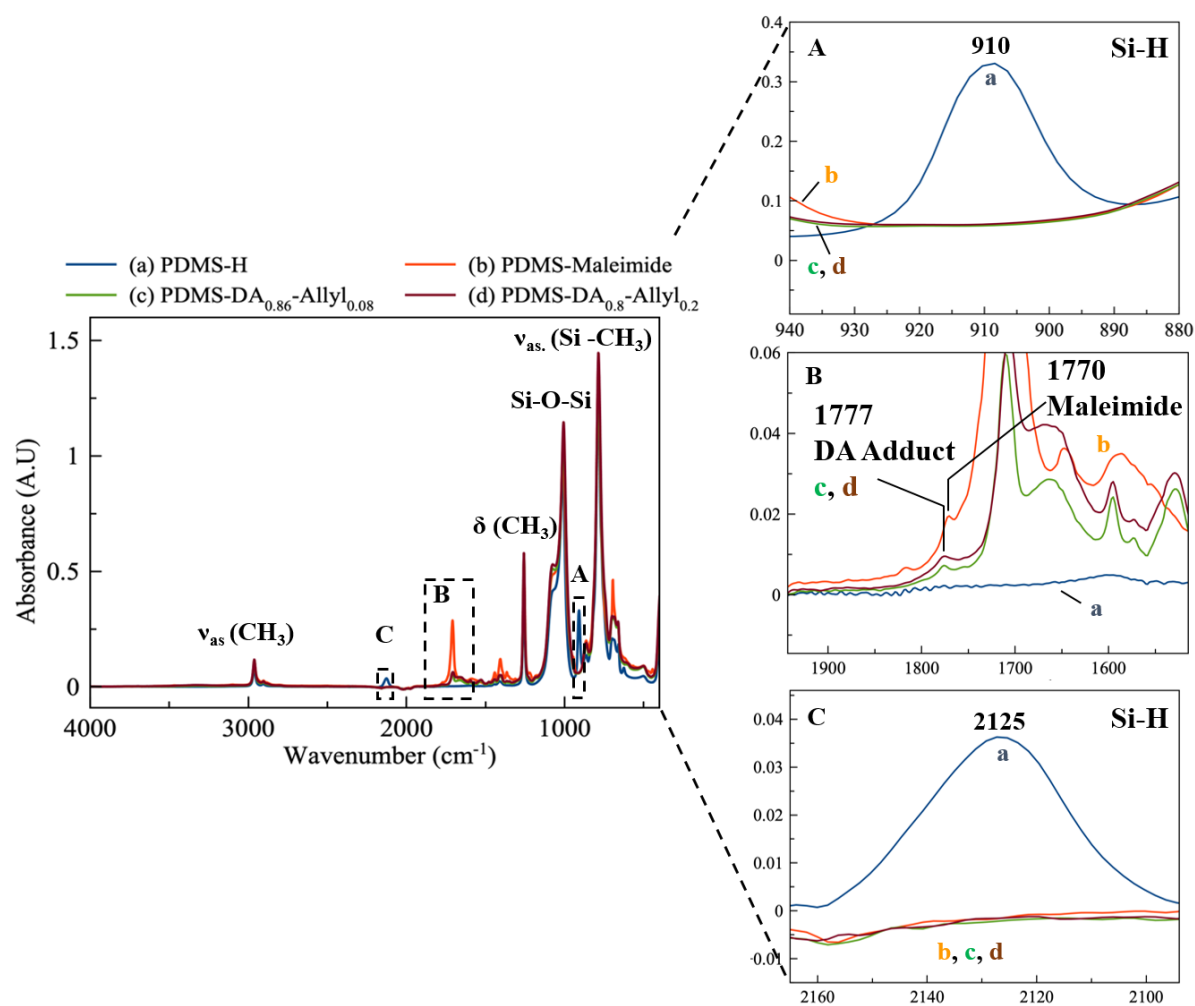 (a) PDMS-H
(b) PDMS-Maleimide
(c) PDMS-DA0.86-Allyl0.08
(d) PDMS-DA0.8-Allyl0.2
Absorbance (A.U)
1.5
1
0.5
0
νas. (Si -CH3)
Si-O-Si
δ (CH3)
A
B
C
νas (CH3)
4000 3000 2000 1000
Wavenumber (cm-1)
A
910
Si-H
a
b
c, d
0.4
0.3
0.2
0.1
0
940 930 920 910 900 890 880
B
1770
Maleimide
1777
DA Adduct
c, d
b
a
0.06
0.04
0.02
0
1900 1800 1700 1600
C
2125
Si-H
a
b, c, d
0.04
0.03
0.02
0.01
0
-0.01
2160 2140 2120 2100